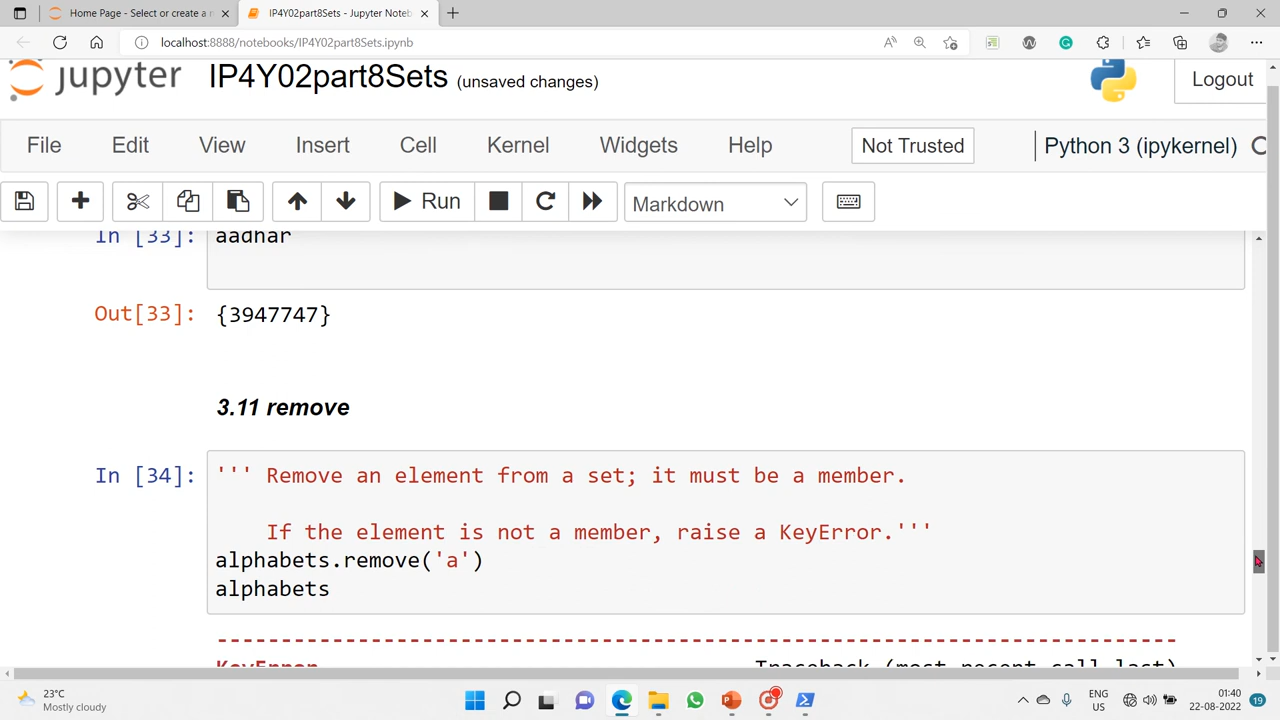 Home Page - Select or create a n
IP4Y02part8Sets - Jupyter Noteb
localhost:8888/notebooks/IP4Y02part8Sets.ipynb
jupyter IP4Y02part8Sets (unsaved changes)
Logout
File Edit View Insert Cell Kernel Widgets Help
Not Trusted
Python 3 (ipykernel)
Run
Markdown
In [33]: aadhar
Out[33]: {3947747}
3.11 remove
In [34]: ''' Remove an element from a set; it must be a member.
If the element is not a member, raise a KeyError.'''
alphabets.remove('a')
alphabets
---------------------------------------------------------------------------
KeyError Traceback (most recent call last)
23°C
Mostly cloudy
ENG
US
01:40
22-08-2022
19